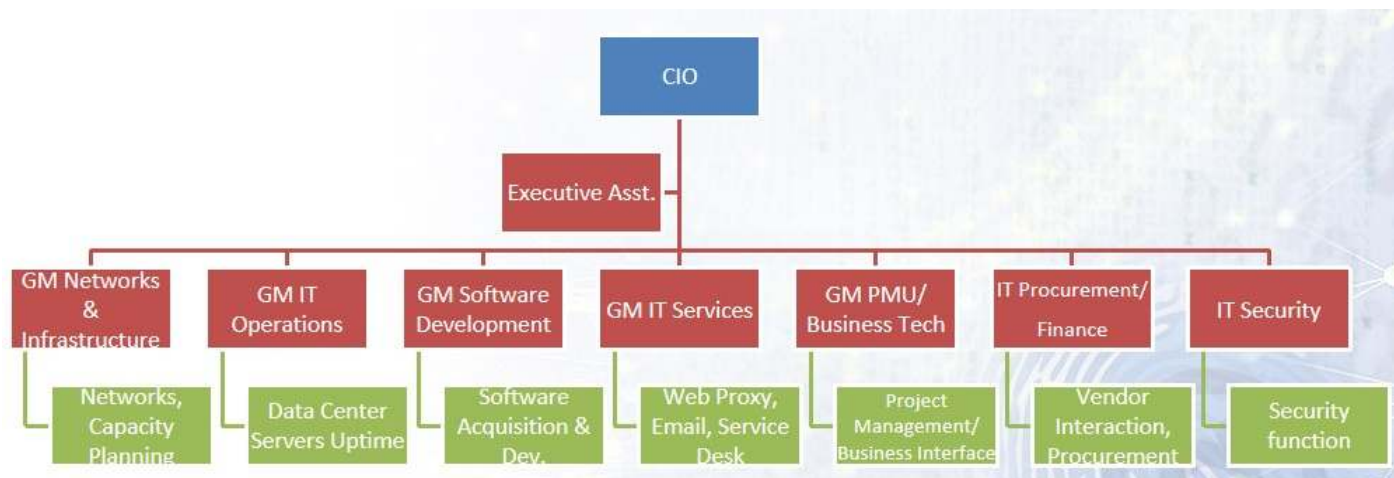 CIO
Executive Asst.
GM Networks
&
Infrastructure
GM IT
Operations
GM Software
Development
GM IT Services
GM PMU/
Business Tech
IT Procurement/
Finance
IT Security
Networks,
Capacity
Planning
Data Center
Servers Uptime
Software
Acquisition &
Dev.
Web Proxy,
Email, Service
Desk
Project
Management/
Business Interface
Vendor
Interaction,
Procurement
Security
function